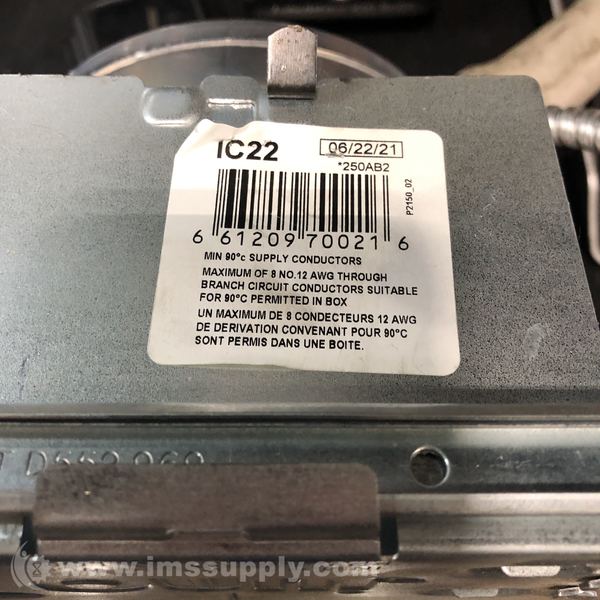 IC22 06/22/21
*250AB2
P2150_02
6 61209 70021 6
MIN 90°c SUPPLY CONDUCTORS
MAXIMUM OF 8 NO.12 AWG THROUGH
BRANCH CIRCUIT CONDUCTORS SUITABLE
FOR 90°C PERMITTED IN BOX
UN MAXIMUM DE 8 CONDECTEURS 12 AWG
DE DERIVATION CONVENANT POUR 90°C
SONT PERMIS DANS UNE BOITE.
www.imssupply.com